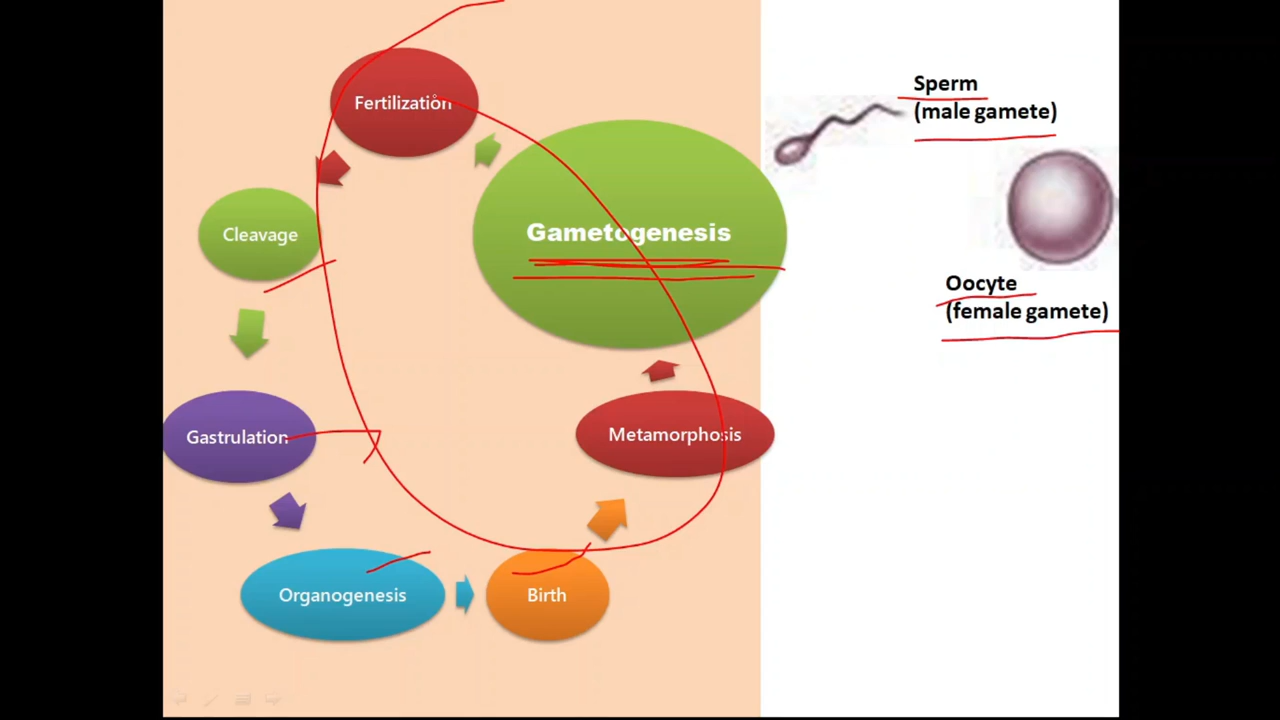 Fertilization
Sperm
(male gamete)
Cleavage
Gametogenesis
Oocyte
(female gamete)
Gastrulation
Metamorphosis
Organogenesis
Birth